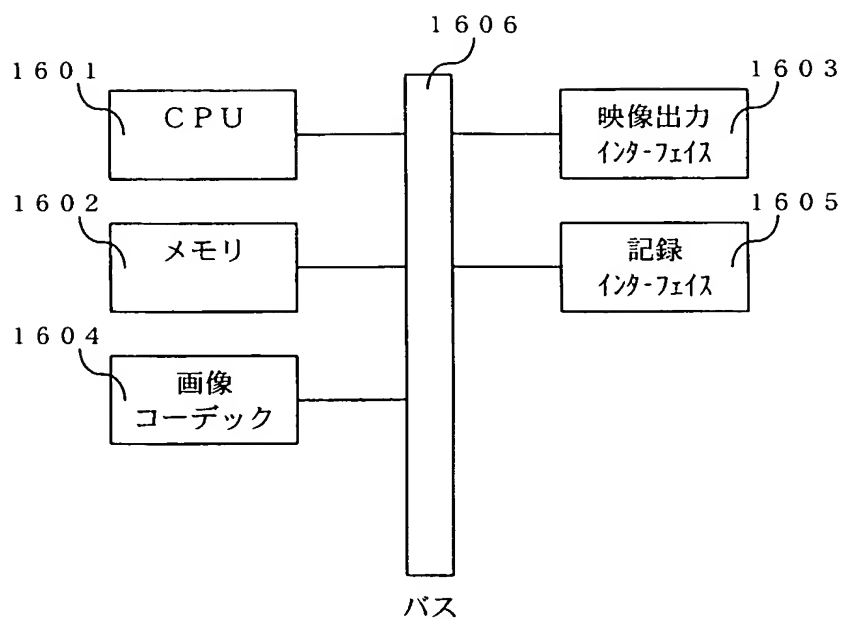 １６０６
１６０１
ＣＰＵ
１６０３
映像出力
ｲﾝﾀｰﾌｪｲｽ
１６０２
メモリ
１６０５
記録
ｲﾝﾀｰﾌｪｲｽ
１６０４
画像
コーデック
バス